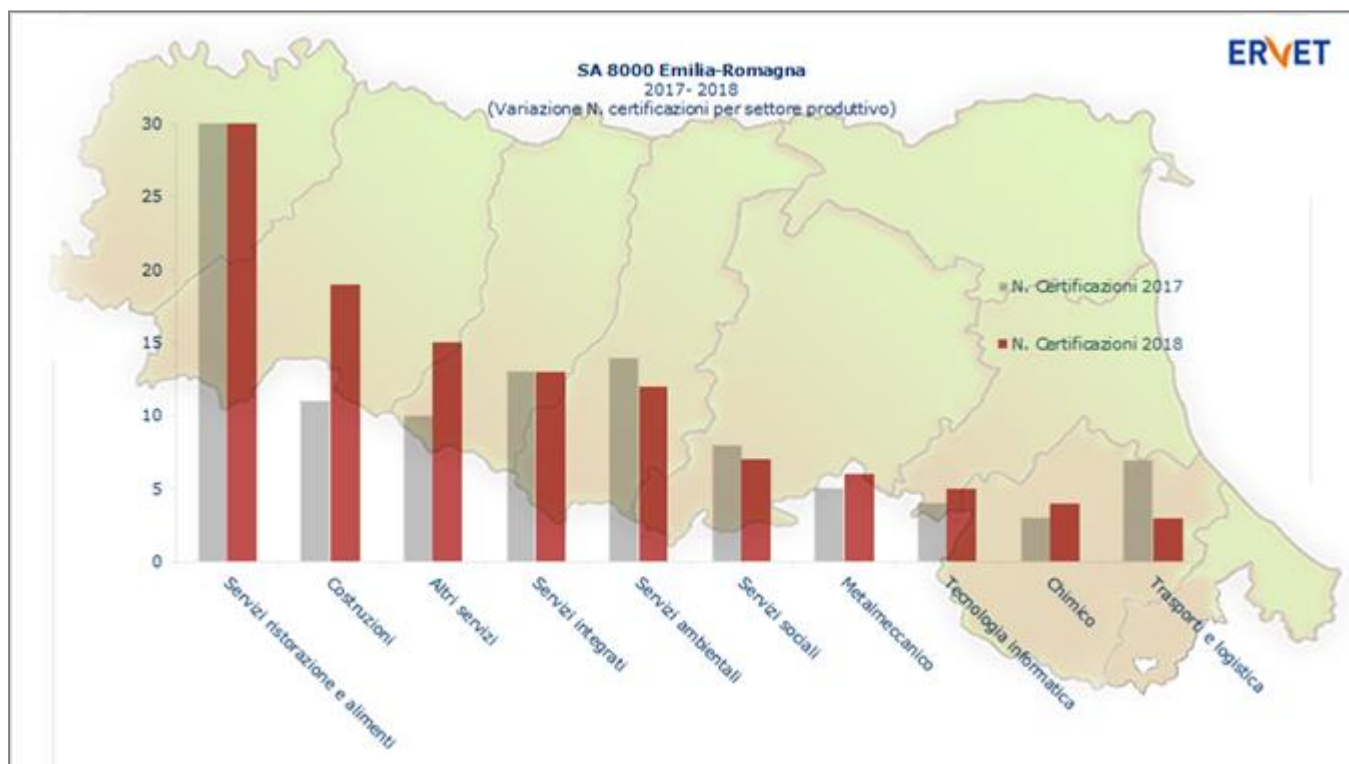 ERVET
SA 8000 Emilia-Romagna
2017- 2018
(Variazione N. certificazioni per settore produttivo)
30
25
20
15
10
5
0
N. Certificazioni 2017
N. Certificazioni 2018
Servizi ristorazione e alimenti
Costruzioni
Altri servizi
Servizi integrati
Servizi ambientali
Servizi sociali
Metalmeccanico
Tecnologia informatica
Chimico
Trasporti e logistica